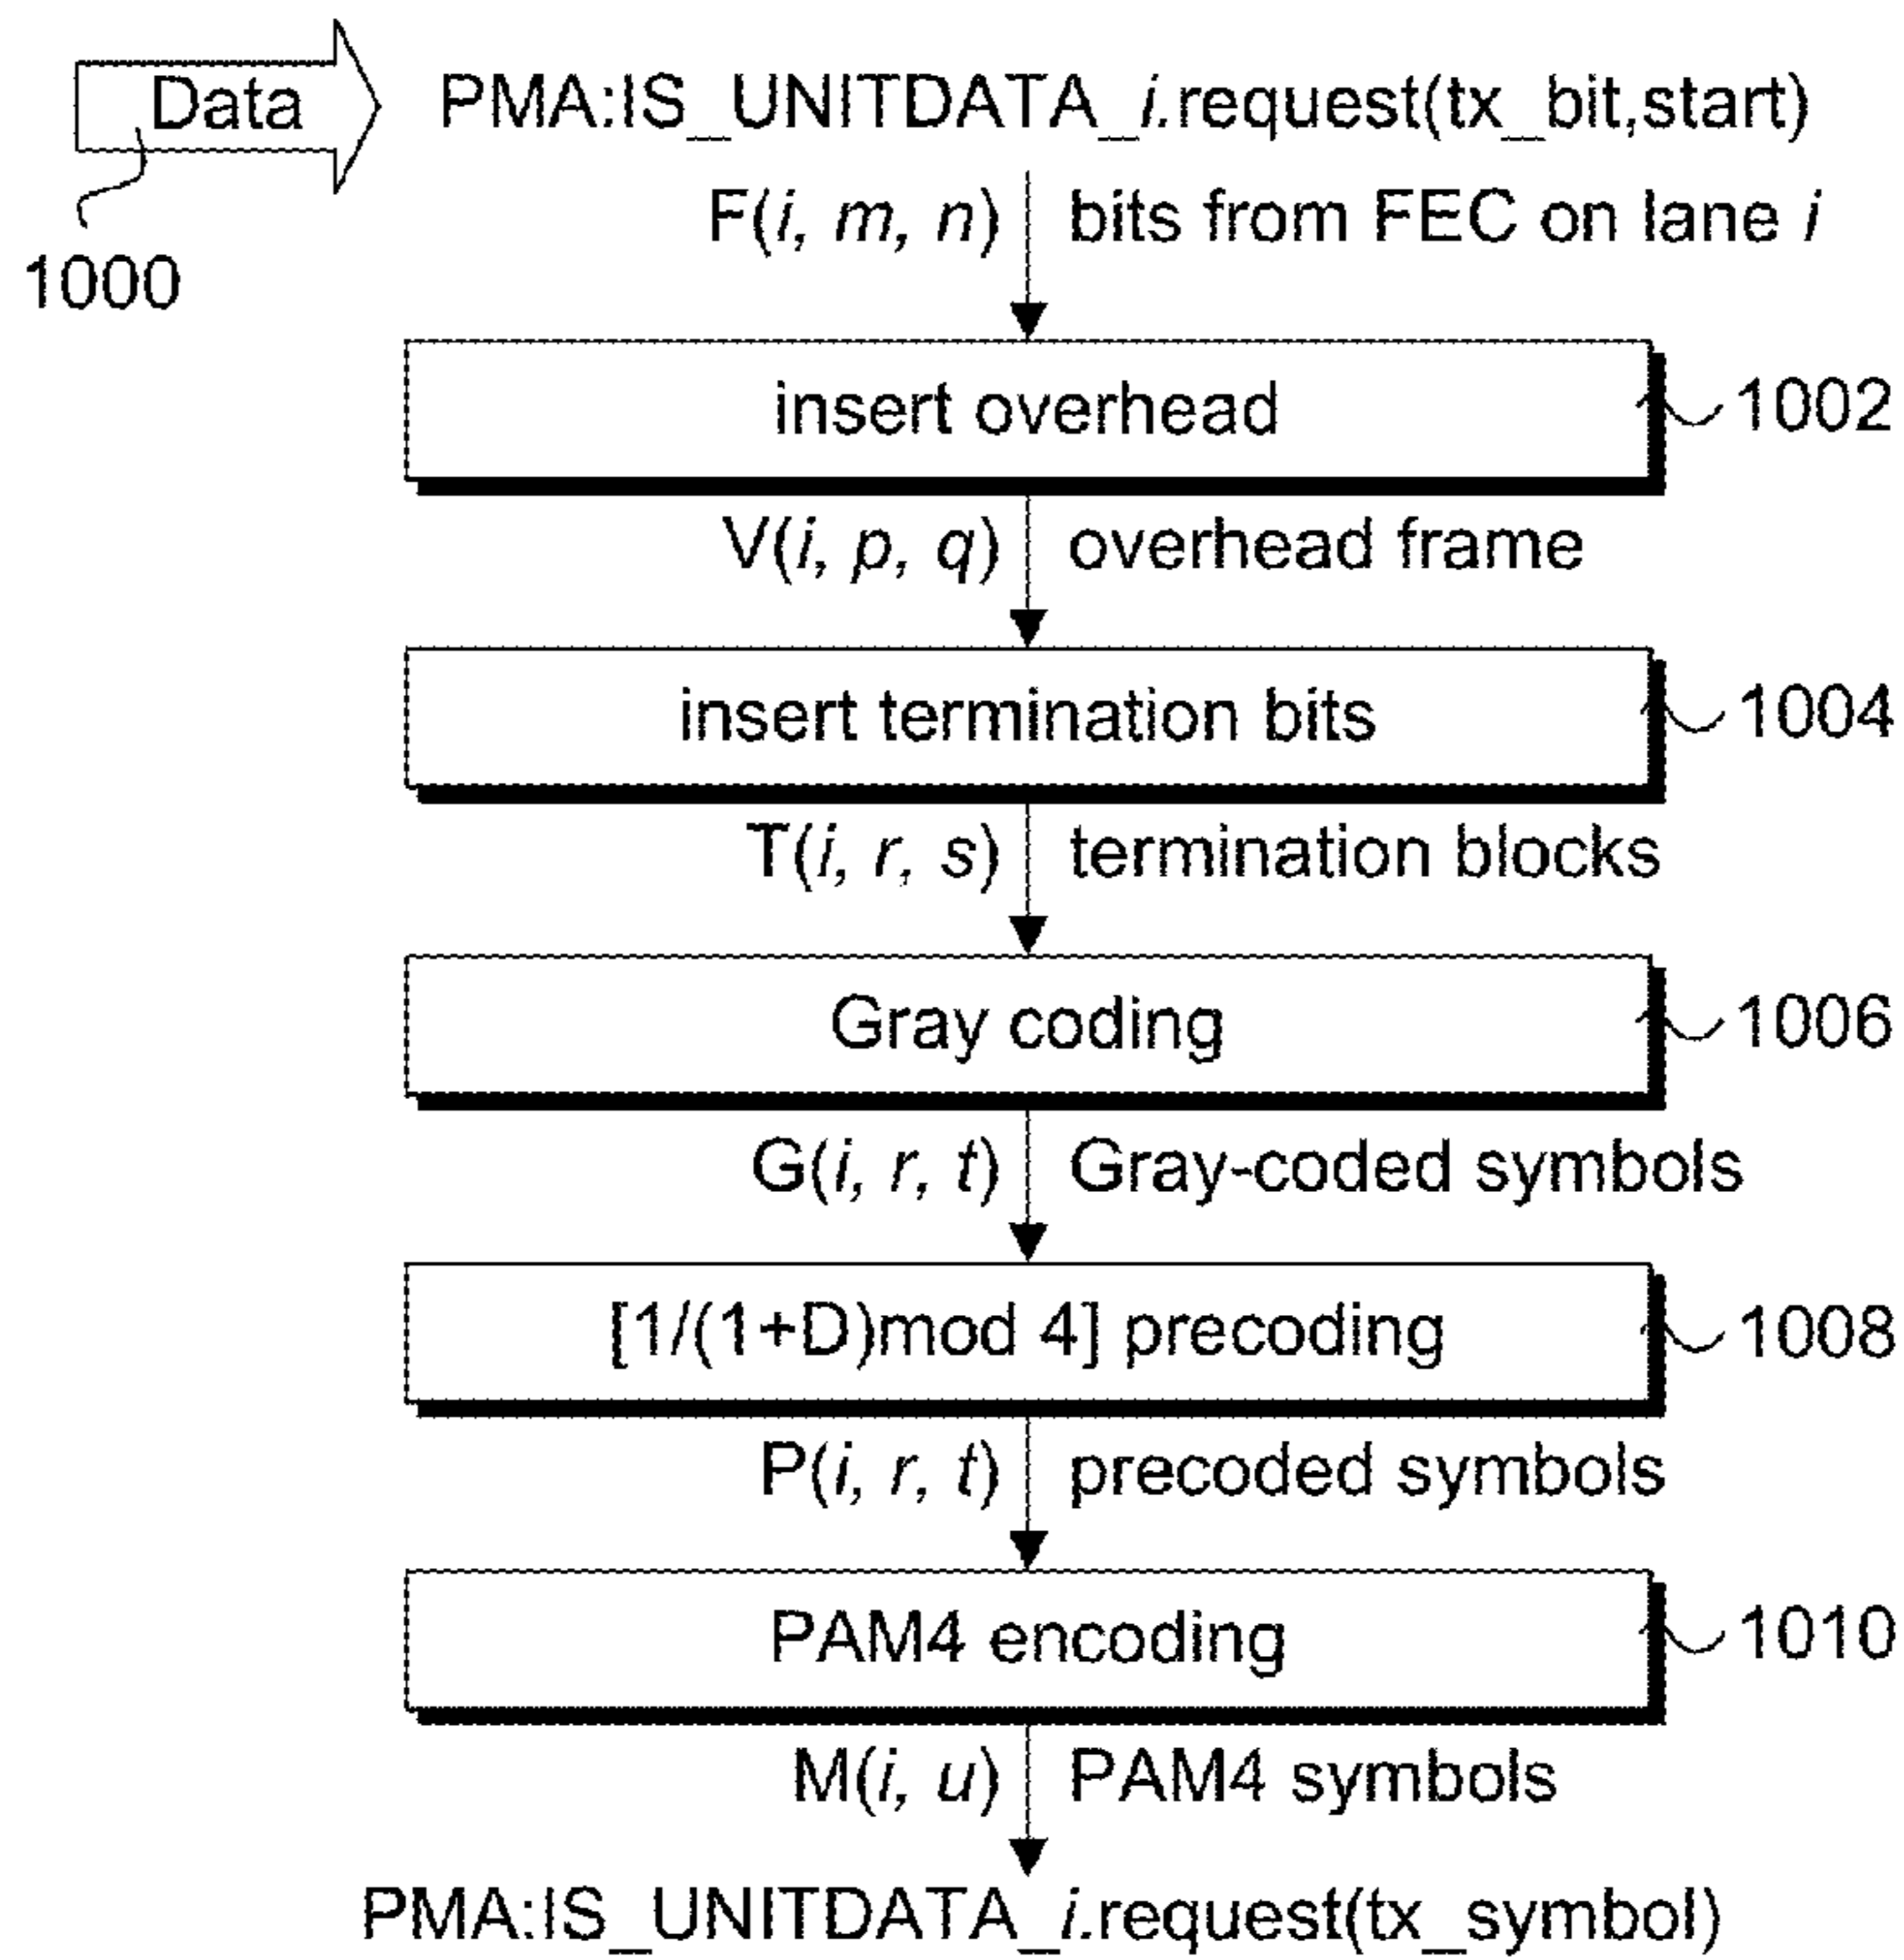 Data PMA:IS_UNITDATA_i.request(tx_bit,start)
F(i, m, n) bits from FEC on lane i
1000
insert overhead 1002
V(i, p, q) overhead frame
insert termination bits 1004
T(i, r, s) termination blocks
Gray coding 1006
G(i, r, t) Gray-coded symbols
[1/(1+D)mod 4] precoding 1008
P(i, r, t) precoded symbols
PAM4 encoding 1010
M(i, u) PAM4 symbols
PMA:IS_UNITDATA_i.request(tx_symbol)